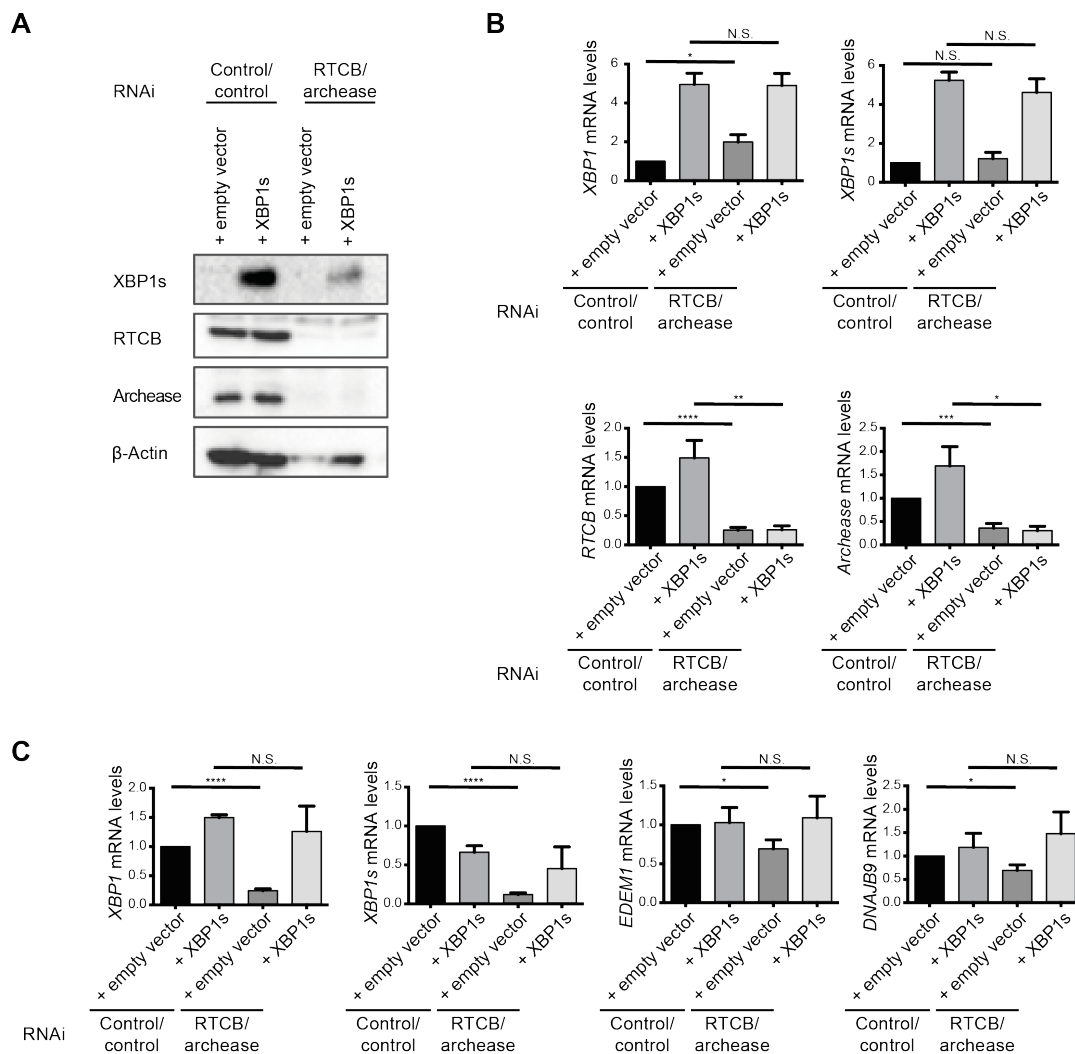 A
RNAi
Control/
control
RTCB/
archease
+ empty vector
+ XBP1s
+ empty vector
+ XBP1s
XBP1s
RTCB
Archease
β-Actin
B
XBP1 mRNA levels
6
4
2
0
*
N.S.
+ empty vector
+ XBP1s
+ empty vector
+ XBP1s
XBP1s mRNA levels
6
4
2
0
N.S.
N.S.
+ empty vector
+ XBP1s
+ empty vector
+ XBP1s
RNAi
Control/
control
RTCB/
archease
Control/
control
RTCB/
archease
RTCB mRNA levels
2.0
1.5
1.0
0.5
0.0
****
**
+ empty vector
+ XBP1s
+ empty vector
+ XBP1s
Archease mRNA levels
2.5
2.0
1.5
1.0
0.5
0.0
***
*
+ empty vector
+ XBP1s
+ empty vector
+ XBP1s
RNAi
Control/
control
RTCB/
archease
Control/
control
RTCB/
archease
C
XBP1 mRNA levels
2.0
1.5
1.0
0.5
0.0
****
N.S.
+ empty vector
+ XBP1s
+ empty vector
+ XBP1s
XBP1s mRNA levels
1.5
1.0
0.5
0.0
****
N.S.
+ empty vector
+ XBP1s
+ empty vector
+ XBP1s
EDEM1 mRNA levels
1.5
1.0
0.5
0.0
*
N.S.
+ empty vector
+ XBP1s
+ empty vector
+ XBP1s
DNAJB9 mRNA levels
2.5
2.0
1.5
1.0
0.5
0.0
*
N.S.
+ empty vector
+ XBP1s
+ empty vector
+ XBP1s
RNAi
Control/
control
RTCB/
archease
Control/
control
RTCB/
archease
Control/
control
RTCB/
archease
Control/
control
RTCB/
archease